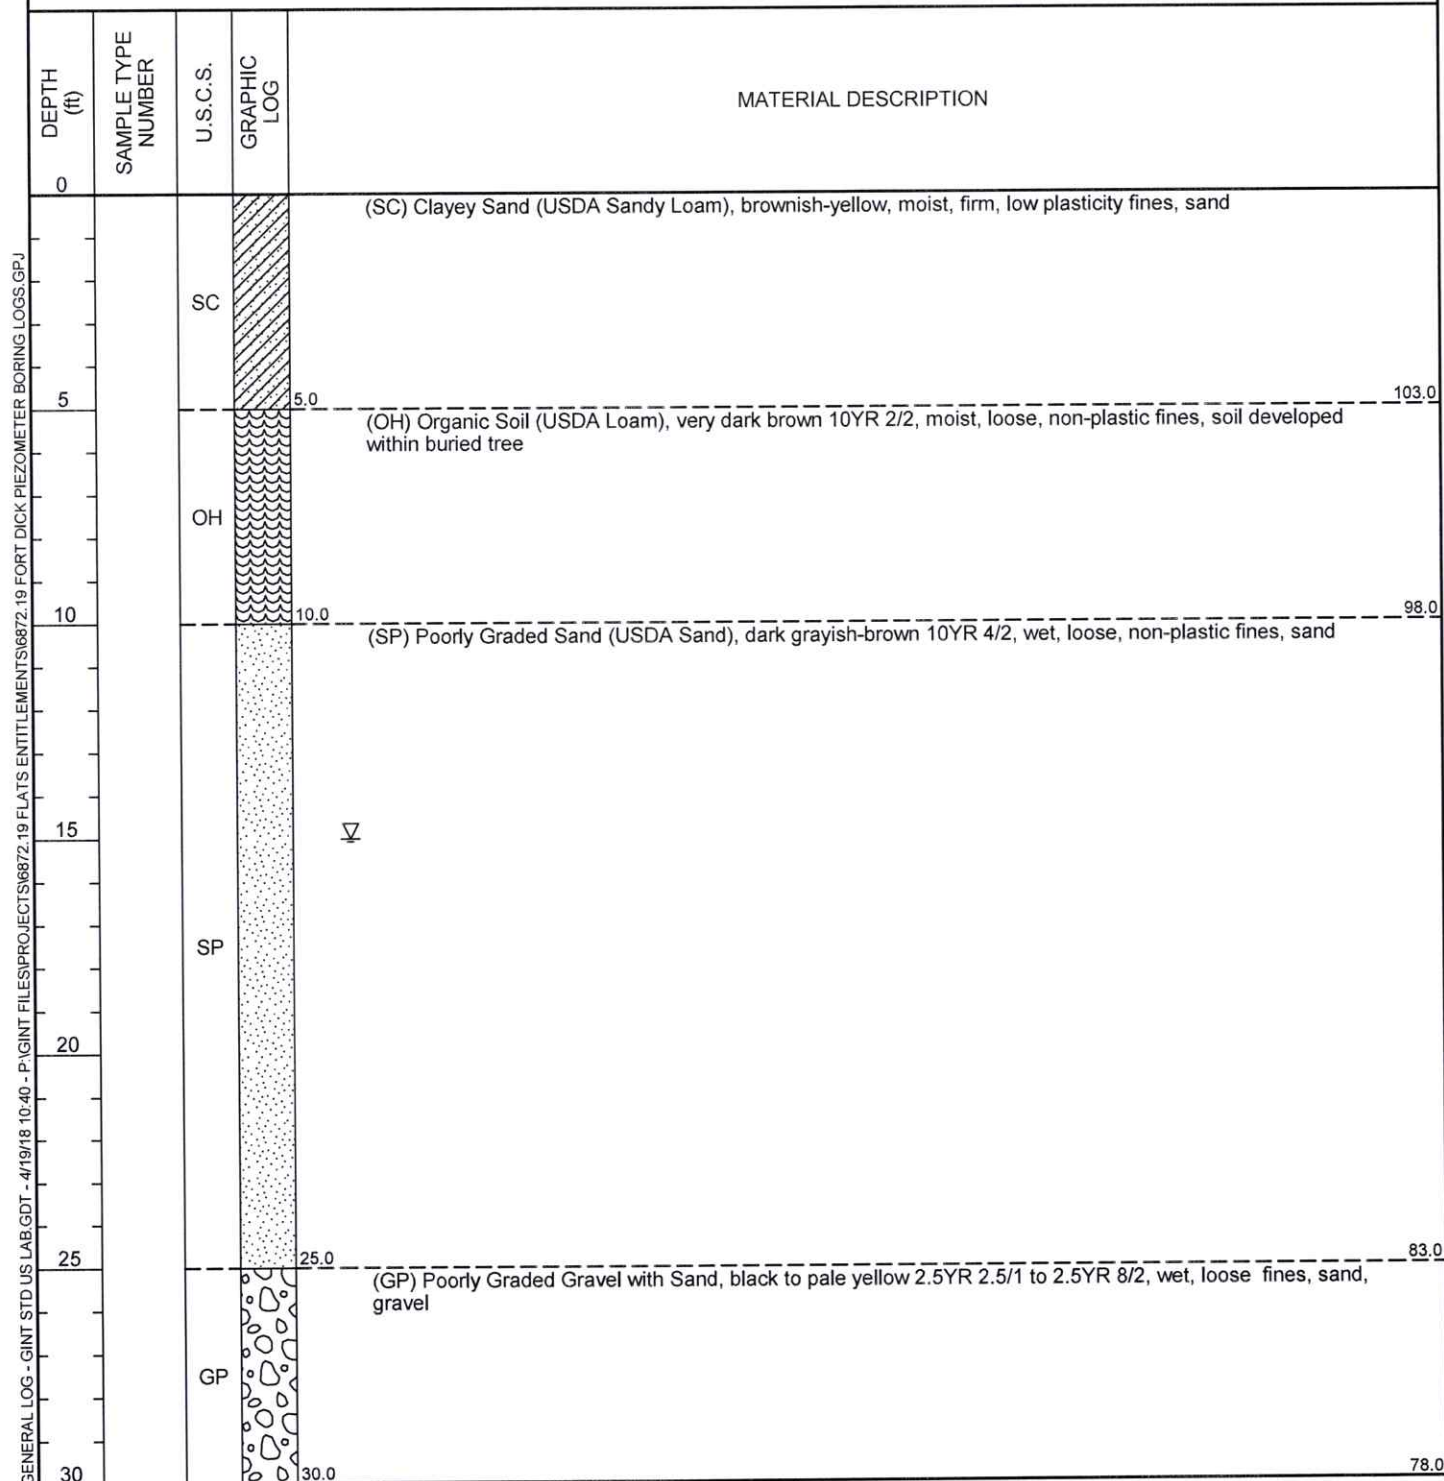 DEPTH
(ft)
SAMPLE TYPE
NUMBER
U.S.C.S.
GRAPHIC
LOG
MATERIAL DESCRIPTION
0
(SC) Clayey Sand (USDA Sandy Loam), brownish-yellow, moist, firm, low plasticity fines, sand
SC
5
5.0
103.0
(OH) Organic Soil (USDA Loam), very dark brown 10YR 2/2, moist, loose, non-plastic fines, soil developed
within buried tree
OH
10
10.0
98.0
(SP) Poorly Graded Sand (USDA Sand), dark grayish-brown 10YR 4/2, wet, loose, non-plastic fines, sand
15
SP
20
25
25.0
83.0
(GP) Poorly Graded Gravel with Sand, black to pale yellow 2.5YR 2.5/1 to 2.5YR 8/2, wet, loose fines, sand,
gravel
GP
30
30.0
78.0
GENERAL LOG - GINT STD US LAB.GDT - 4/19/18 10:40 - P:\GINT FILES\PROJECTS\6872.19 FLATS ENTITLEMENTS\6872.19 FORT DICK PIEZOMETER BORING LOGS.GPJ